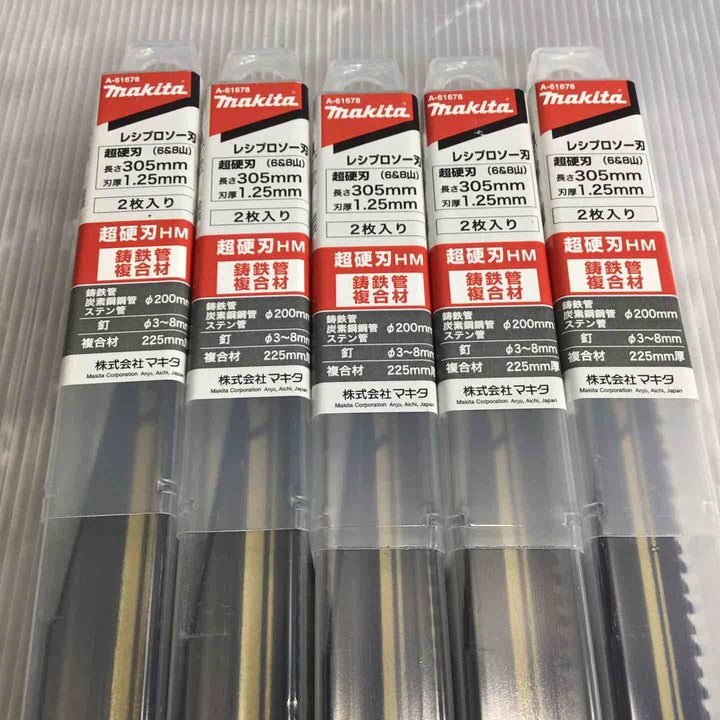 A-61678
makita
レシプロソー刃
超硬刃 (6&8山)
長さ305mm
刃厚1.25mm
2枚入り
超硬刃HM
鋳鉄管
複合材
鋳鉄管
炭素鋼鋼管 φ200mm
ステン管
釘 φ3~8mm
複合材 225mm
株式会社マキタ
Makita Corporation Anjo, Aichi, Japan
A-61678
makita
レシプロソー刃
超硬刃 (6&8山)
長さ305mm
刃厚1.25mm
2枚入り
超硬刃HM
鋳鉄管
複合材
鋳鉄管
炭素鋼鋼管 φ200mm
ステン管
釘 φ3~8mm
複合材 225mm厚
株式会社マキタ
Makita Corporation Anjo, Aichi, Japan
A-61678
makita
レシプロソー刃
超硬刃 (6&8山)
長さ305mm
刃厚1.25mm
2枚入り
超硬刃HM
鋳鉄管
複合材
鋳鉄管
炭素鋼鋼管 φ200mm
ステン管
釘 φ3~8mm
複合材 225mm厚
株式会社マキタ
Makita Corporation Anjo, Aichi, Japan
A-61678
makita
レシプロソー刃
超硬刃 (6&8山)
長さ305mm
刃厚1.25mm
2枚入り
超硬刃HM
鋳鉄管
複合材
鋳鉄管
炭素鋼鋼管 φ200mm
ステン管
釘 φ3~8mm
複合材 225mm厚
株式会社マキタ
Makita Corporation Anjo, Aichi, Japan
A-61678
makita
レシプロソー刃
超硬刃 (6&8山)
長さ305mm
刃厚1.25mm
2枚入り
超硬刃HM
鋳鉄管
複合材
鋳鉄管
炭素鋼鋼管 φ200mm
ステン管
釘 φ3~8mm
複合材 225mm厚
株式会社マキタ
Makita Corporation Anjo, Aichi, Japan